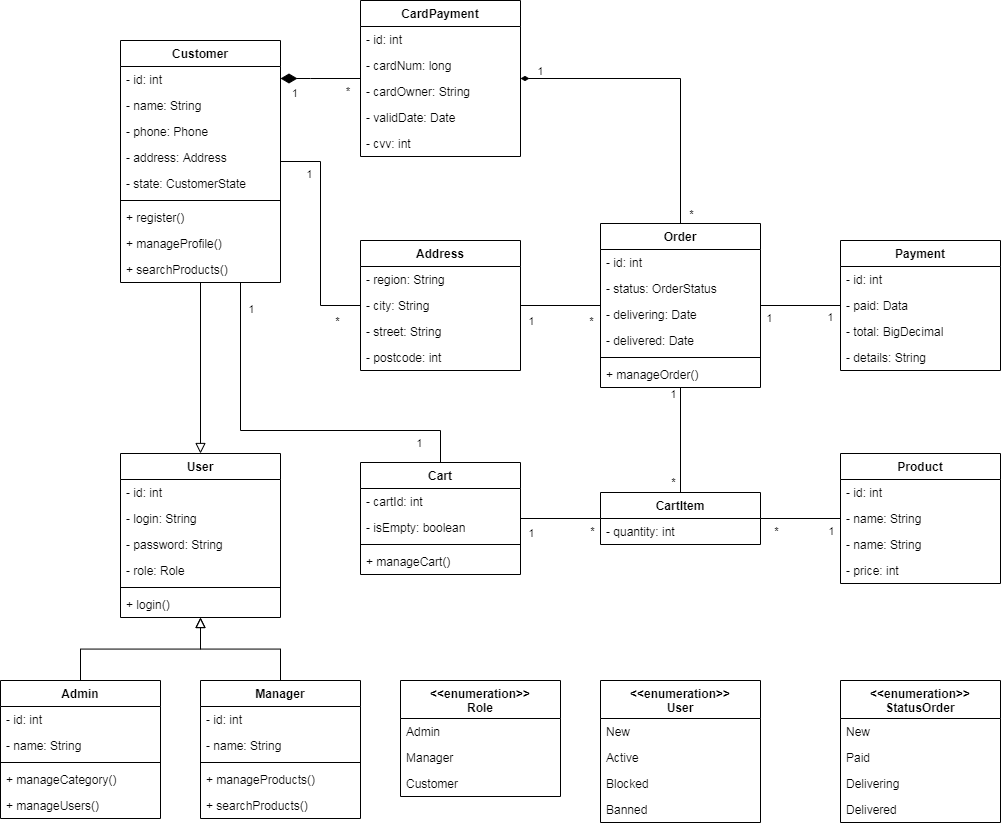 CardPayment
- id: int
- cardNum: long
- cardOwner: String
- validDate: Date
- cvv: int
Customer
- id: int
- name: String
- phone: Phone
- address: Address
- state: CustomerState
+ register()
+ manageProfile()
+ searchProducts()
1
*
1
*
1
*
1
1
Address
- region: String
- city: String
- street: String
- postcode: int
1
*
Order
- id: int
- status: OrderStatus
- delivering: Date
- delivered: Date
+ manageOrder()
1
1
Payment
- id: int
- paid: Data
- total: BigDecimal
- details: String
1
*
User
- id: int
- login: String
- password: String
- role: Role
+ login()
Cart
- cartId: int
- isEmpty: boolean
+ manageCart()
1
*
CartItem
- quantity: int
*
1
Product
- id: int
- name: String
- name: String
- price: int
Admin
- id: int
- name: String
+ manageCategory()
+ manageUsers()
Manager
- id: int
- name: String
+ manageProducts()
+ searchProducts()
<<enumeration>>
Role
Admin
Manager
Customer
<<enumeration>>
User
New
Active
Blocked
Banned
<<enumeration>>
StatusOrder
New
Paid
Delivering
Delivered